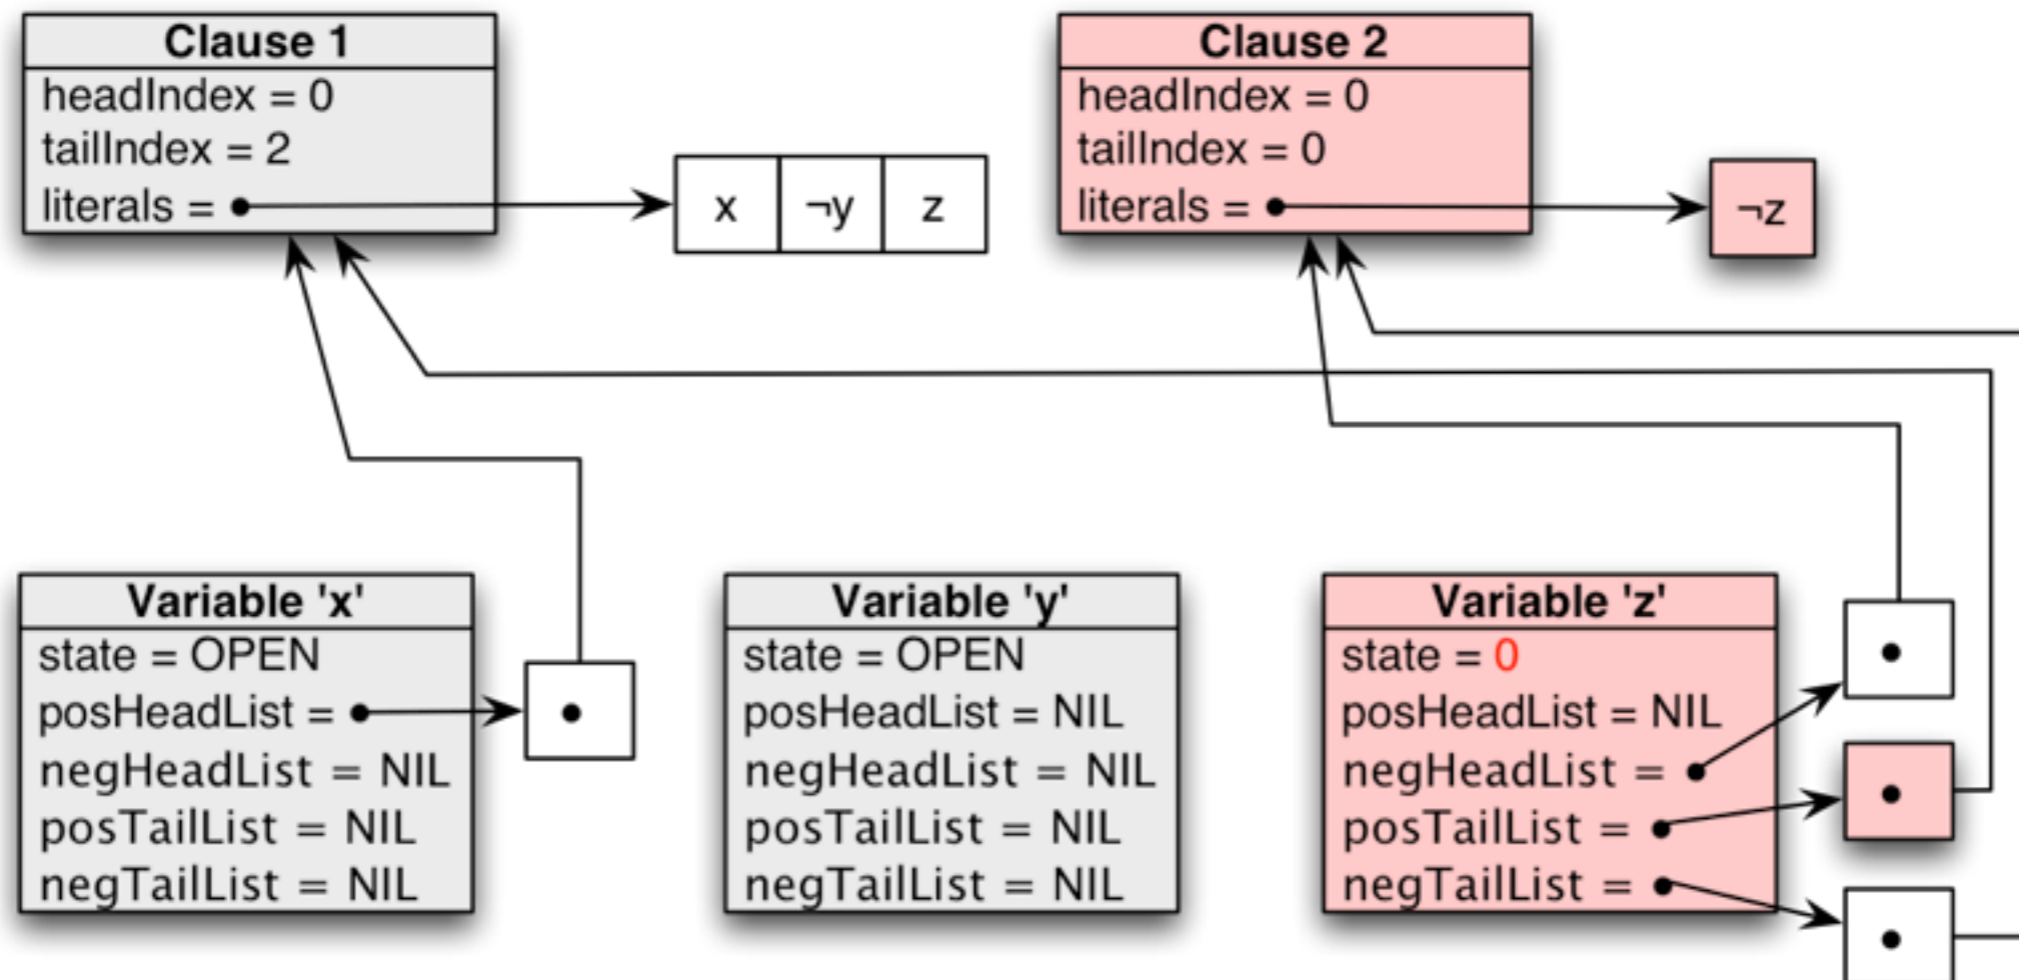 Clause 1
headIndex = 0
tailIndex = 2
literals =
x ¬y z
Clause 2
headIndex = 0
tailIndex = 0
literals =
¬z
Variable 'x'
state = OPEN
posHeadList =
negHeadList = NIL
posTailList = NIL
negTailList = NIL
Variable 'y'
state = OPEN
posHeadList = NIL
negHeadList = NIL
posTailList = NIL
negTailList = NIL
Variable 'z'
state = 0
posHeadList = NIL
negHeadList =
posTailList =
negTailList =